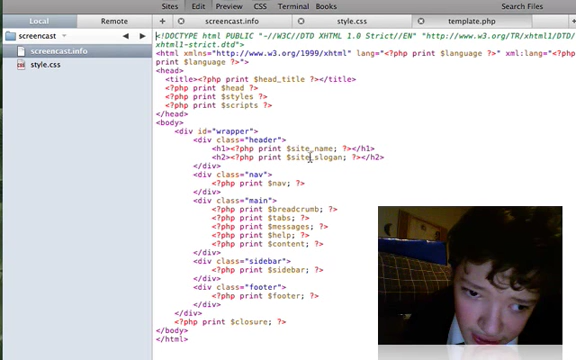 Sites Edit CSS Terminal Books Search Files
Local Remote screencast.info style.css template.php
screencast
screencast.info
style.css
<!DOCTYPE html PUBLIC "-//W3C//DTD XHTML 1.0 Strict//EN" "http://www.w3.org/TR/xhtml1/DTD/
xhtml1-strict.dtd">
<html xmlns="http://www.w3.org/1999/xhtml" lang="<?php print $language ?>" xml:lang="<?php
print $language ?>">
<head>
<title><?php print $head_title ?></title>
<?php print $head ?>
<?php print $styles ?>
<?php print $scripts ?>
</head>
<body>
<div id="wrapper">
<div class="header">
<h1><?php print $site_name; ?></h1>
<h2><?php print $site_slogan; ?></h2>
</div>
<div class="nav">
<?php print $nav; ?>
</div>
<div class="main">
<?php print $breadcrumb; ?>
<?php print $tabs; ?>
<?php print $messages; ?>
<?php print $help; ?>
<?php print $content; ?>
</div>
<div class="sidebar">
<?php print $sidebar; ?>
</div>
<div class="footer">
<?php print $footer; ?>
</div>
</div>
<?php print $closure; ?>
</body>
</html>